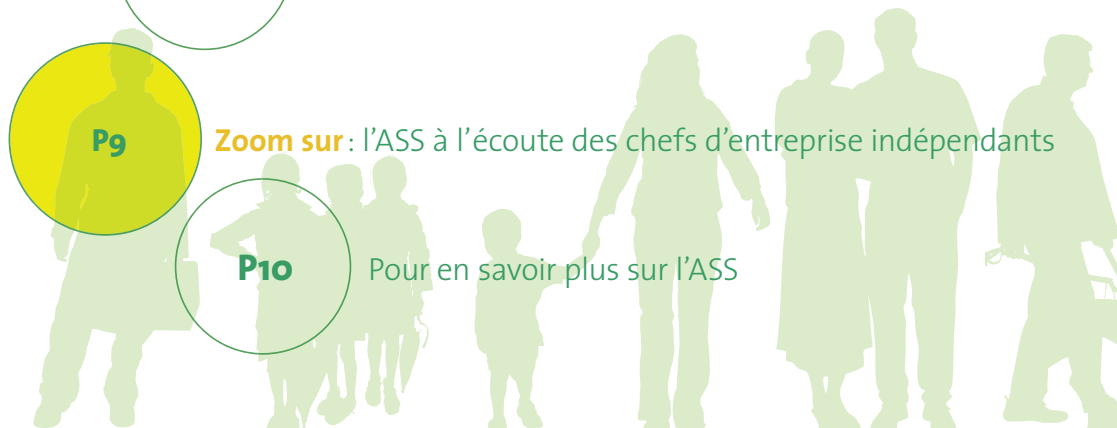 P9 Zoom sur : l’ASS à l’écoute des chefs d’entreprise indépendants
P10 Pour en savoir plus sur l’ASS